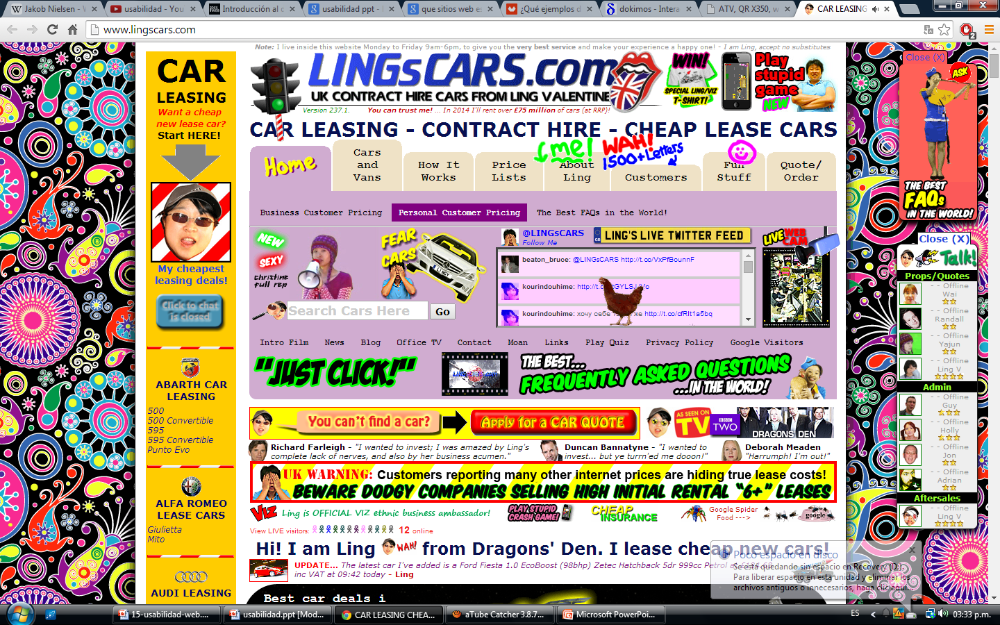 Jakob Nielsen - W
usabilidad - You
Introducción al c
usabilidad ppt -
que sitios web es
¿Qué ejemplos d
dokimos - Intera
ATV, QR X350, w
CAR LEASING
www.lingscars.com
2
Note: I live inside this website Monday to Friday 9am-6pm, to give you the very best service and make your experience a happy one! - I am Ling, accept no substitutes
CAR
LEASING
Want a cheap
new lease car?
Start HERE!
My cheapest
leasing deals!
Click to chat
is closed
ABARTH CAR
LEASING
500
500 Convertible
595
595 Convertible
Punto Evo
ALFA ROMEO
LEASE CARS
Giulietta
Mito
AUDI LEASING
LINGsCARS.com
UK CONTRACT HIRE CARS FROM LING VALENTINE
Version 237.1.
You can trust me! ... In 2014 I'll rent over £75 million of cars (at RRP)!
WIN!
SPECIAL LING/VIZ
T-SHIRT!
Play
stupid
game
NEW
CAR LEASING - CONTRACT HIRE - CHEAP LEASE CARS
me!
WAH!
1500+Letters
Home
Cars
and
Vans
How It
Works
Price
Lists
About
Ling
Customers
Fun
Stuff
Quote/
Order
Business Customer Pricing
Personal Customer Pricing
The Best FAQs in the World!
NEW
SEXY
christine
full rep
FEAR
CARS
@LINGsCARS
Follow Me
GB
LING'S LIVE TWITTER FEED
LIVE WEB
CAM
beaton_bruce: @LINGsCARS http://t.co/VxPfBounnF
kourindouhime:
kourindouhime: хочу себе
http://t.co/cfRIt1a5bq
Search Cars Here
Go
Intro Film
News
Blog
Office TV
Contact
Moan
Links
Play Quiz
Privacy Policy
Google Visitors
"JUST CLICK!"
THE BEST...
FREQUENTLY ASKED QUESTIONS
...IN THE WORLD!
You can't find a car?
Apply for a CAR QUOTE
AS SEEN ON
TV
BBC
TWO
DRAGONS DEN
Richard Farleigh - "I wanted to invest; I was amazed by Ling's
complete lack of nerves, and also by her business acumen."
Duncan Bannatyne - "I wanted to
invest... but ye turrn'ed me dooon!"
Deborah Meaden
"Harrumph! I'm out!"
UK WARNING: Customers reporting many other internet prices are hiding true lease costs!
BEWARE DODGY COMPANIES SELLING HIGH INITIAL RENTAL "6+" LEASES
VIZ
Ling is OFFICIAL VIZ ethnic business ambassador!
PLAY STUPID
CRASH GAME!
CHEAP
INSURANCE
Google Spider
Food --->
google
View LIVE visitors:
12 online
Hi! I am Ling WAH! from Dragons' Den. I lease cheap new cars!
UPDATE... The latest car I've added is a Ford Fiesta 1.0 EcoBoost (98bhp) Zetec Hatchback 5dr 999cc Petrol
inc VAT at 09:42 today - Ling
Best car deals i
Close (X)
ASK
THE BEST
FAQs
IN THE WORLD!
Close (X)
Talk!
Props/Quotes
- - Offline
Wai
- - Offline
Randall
- - Offline
Yajun
- - Offline
Ling V
Admin
- - Offline
Guy
- - Offline
Holly
- - Offline
Jon
- - Offline
Adrian
Aftersales
- - Offline
Ling V
Poco espacio en disco
Se está quedando sin espacio en Recovery (D:).
Para liberar espacio en esta unidad y eliminar los
archivos antiguos o innecesarios, haga clic aquí...
15-usabilidad-web....
usabilidad.ppt [Mod...
CAR LEASING CHEA...
aTube Catcher 3.8.7...
Microsoft PowerPoi...
ES
03:33 p.m.